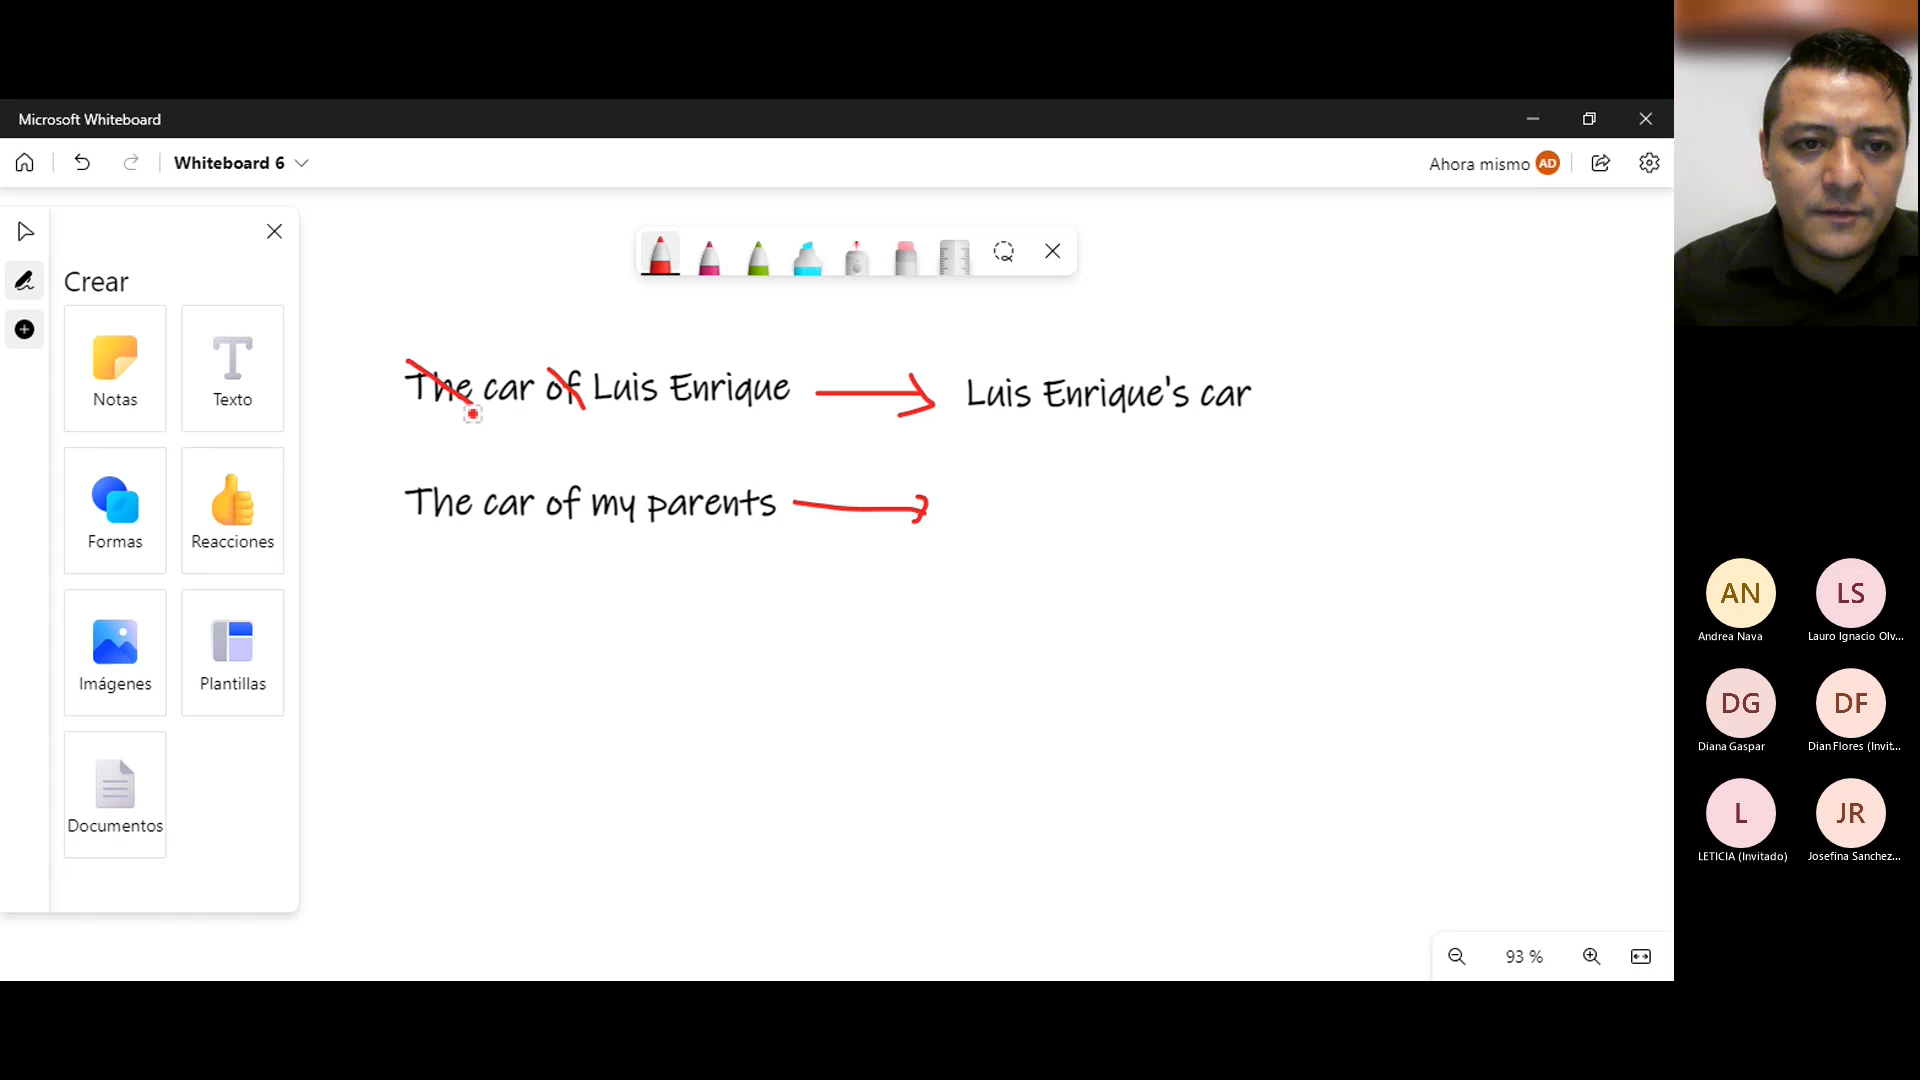 Microsoft Whiteboard
Whiteboard 6
Ahora mismo AD
Crear
Notas
Texto
Formas
Reacciones
Imágenes
Plantillas
Documentos
The car of Luis Enrique
Luis Enrique's car
The car of my parents
93 %
AN
LS
Andrea Nava
Lauro Ignacio Olv...
DG
DF
Diana Gaspar
Dian Flores (Invit...
L
JR
LETICIA (Invitado)
Josefina Sanchez...